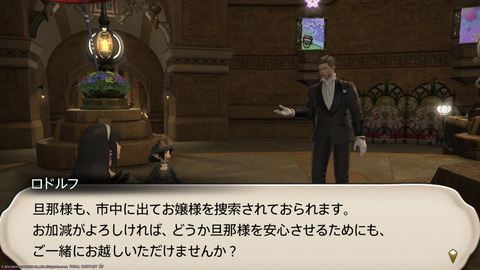 ロドルフ
旦那様も、市中に出てお嬢様を捜索されておられます。
お加減がよろしければ、どうか旦那様を安心させるためにも、
ご一緒にお越しいただけませんか？